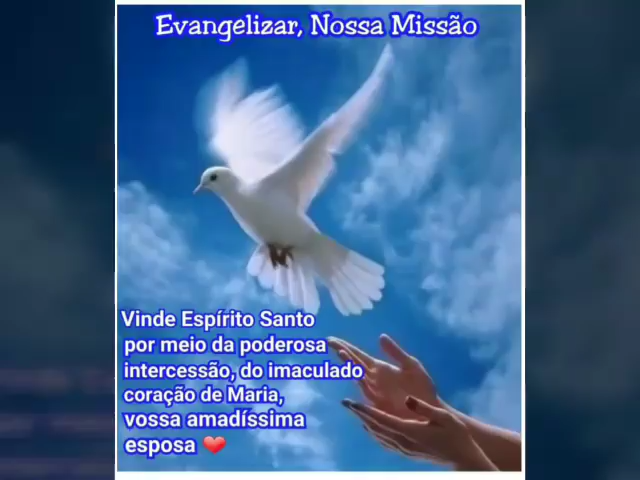 Evangelizar, Nossa Missão
Vinde Espírito Santo
por meio da poderosa
intercessão, do imaculado
coração de Maria,
vossa amadíssima
esposa ❤